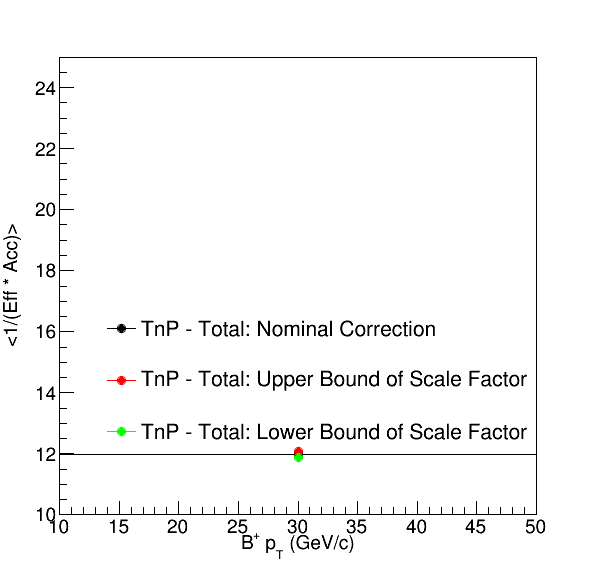 24
22
20
18
16
14
12
10
<1/(Eff * Acc)>
TnP - Total: Nominal Correction
TnP - Total: Upper Bound of Scale Factor
TnP - Total: Lower Bound of Scale Factor
10 15 20 25 30 35 40 45 50
B⁺ p_T (GeV/c)